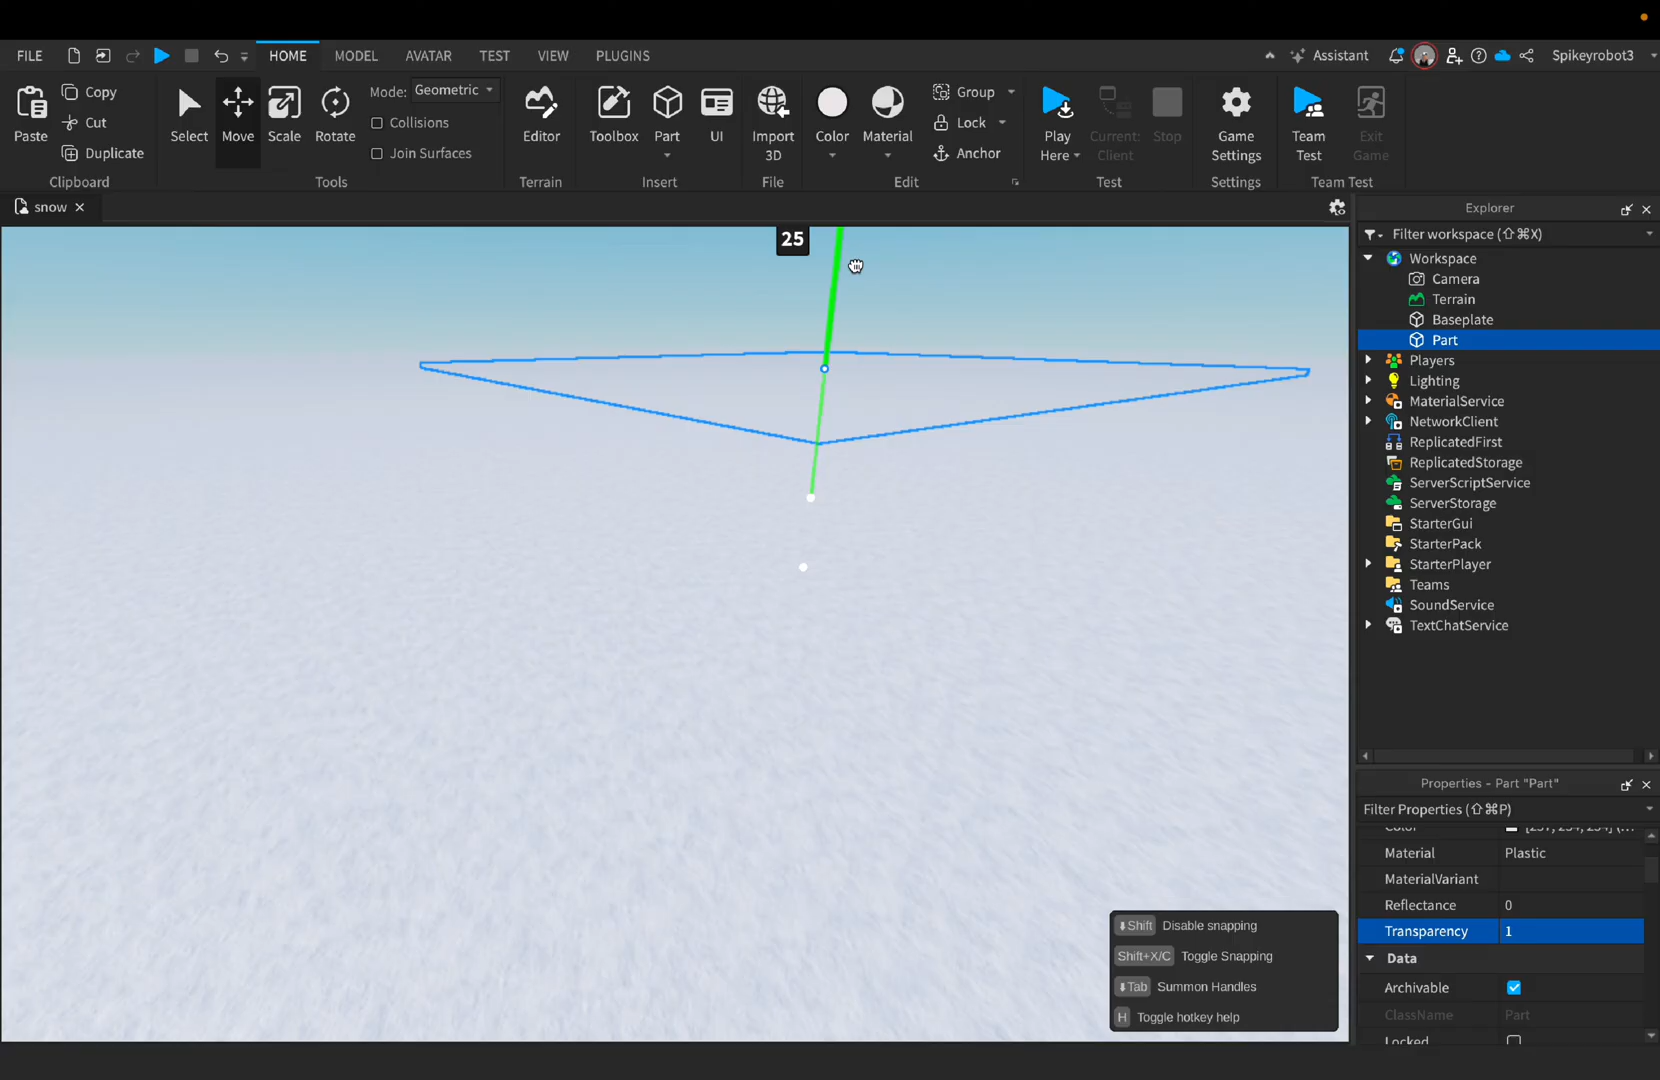 FILE HOME MODEL AVATAR TEST VIEW PLUGINS Assistant Spikeyrobot3
Paste Copy Cut Duplicate Clipboard
Select Move Scale Rotate Mode: Geometric Collisions Join Surfaces Tools
Editor Terrain
Toolbox Part UI Insert
Import 3D File
Color Material Group Lock Anchor Edit
Play Here Current: Client Stop Test
Game Settings Settings
Team Test Exit Game Team Test
snow
25
Shift Disable snapping
Shift+X/C Toggle Snapping
Tab Summon Handles
H Toggle hotkey help
Explorer
Filter workspace (⇧⌘X)
Workspace
Camera
Terrain
Baseplate
Part
Players
Lighting
MaterialService
NetworkClient
ReplicatedFirst
ReplicatedStorage
ServerScriptService
ServerStorage
StarterGui
StarterPack
StarterPlayer
Teams
SoundService
TextChatService
Properties - Part "Part"
Filter Properties (⇧⌘P)
Material Plastic
MaterialVariant
Reflectance 0
Transparency 1
Data
Archivable
ClassName Part
Locked